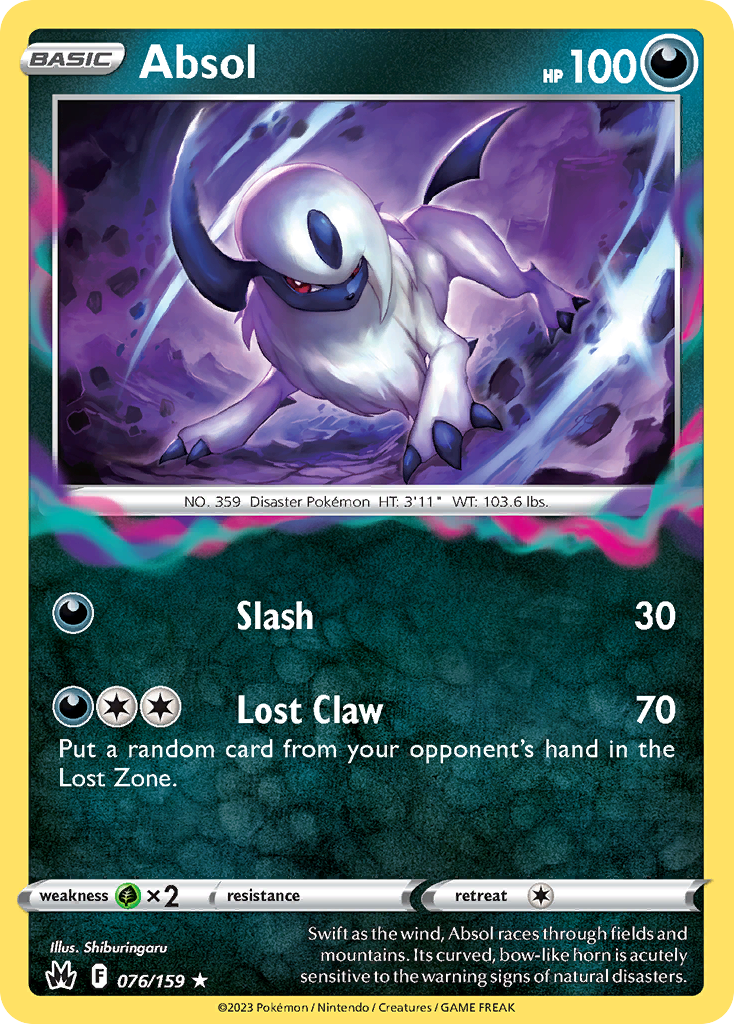 BASIC Absol HP 100
NO. 359 Disaster Pokémon HT: 3'11" WT: 103.6 lbs.
Slash 30
Lost Claw 70
Put a random card from your opponent's hand in the
Lost Zone.
weakness ×2 resistance retreat
Illus. Shiburingaru
Swift as the wind, Absol races through fields and
mountains. Its curved, bow-like horn is acutely
sensitive to the warning signs of natural disasters.
F 076/159 ★
©2023 Pokémon / Nintendo / Creatures / GAME FREAK